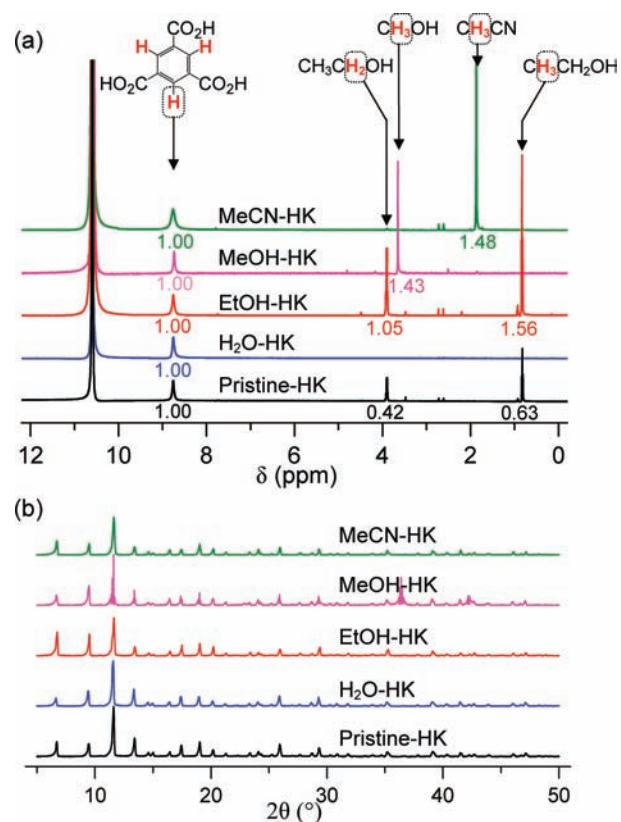 (a)
CO₂H
H H
HO₂C CO₂H
H
CH₃CH₂OH
CH₃OH
CH₃CN
CH₃CH₂OH
MeCN-HK
1.00 1.48
MeOH-HK
1.00 1.43
EtOH-HK
1.00 1.05 1.56
H₂O-HK
1.00
Pristine-HK
1.00 0.42 0.63
12 10 8 6 4 2 0
δ (ppm)
(b)
MeCN-HK
MeOH-HK
EtOH-HK
H₂O-HK
Pristine-HK
10 20 30 40 50
2θ (°)